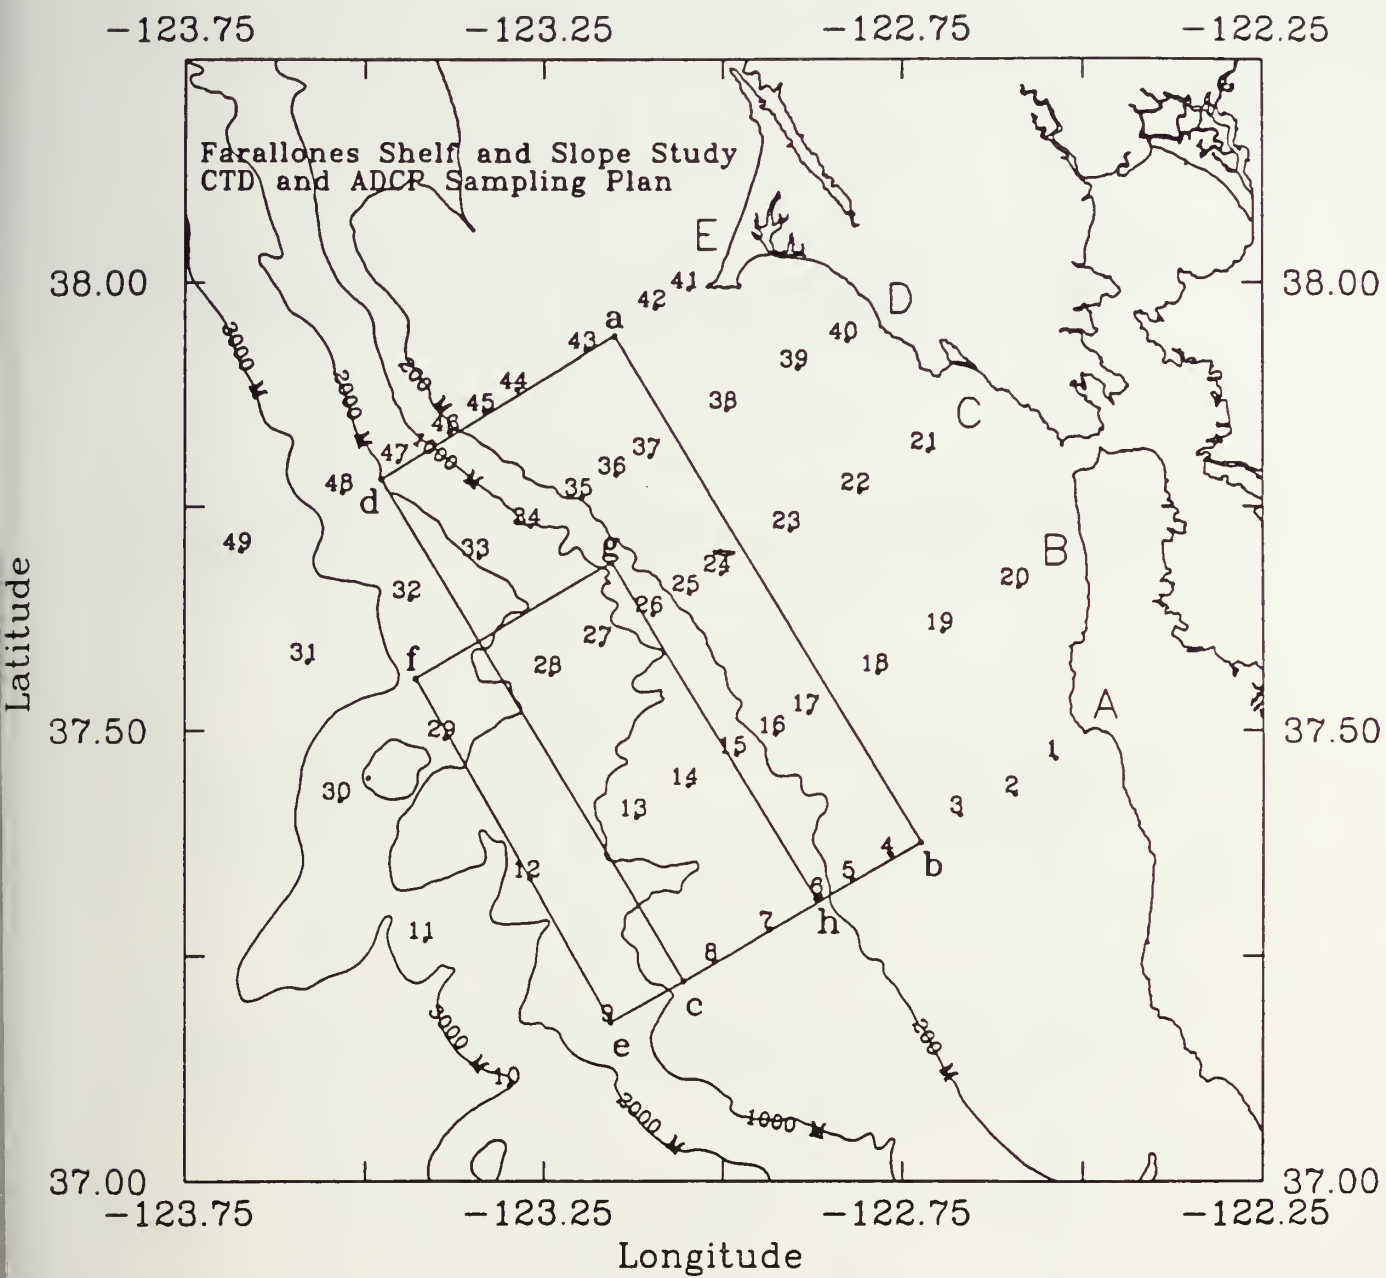 -123.75 -123.25 -122.75 -122.25
Farallones Shelf and Slope Study
CTD and ADCP Sampling Plan
E
41
38.00 38.00
42
D
a
40
43
3000 M
39
200 M
44
2000 M
45
38
C
46
21
37
47
1000 M
36
48
22
d
35
34
23
49
33
g
B
24
32
25
20
26
27
19
31
f
28
18
17
A
29
16
37.50 37.50
15
1
14
30
2
13
3
4
b
12
5
6
h
11
7
8
c
9
e
3000 M
200 M
10
2000 M
1000 M
37.00 37.00
-123.75 -123.25 -122.75 -122.25
Longitude
Latitude